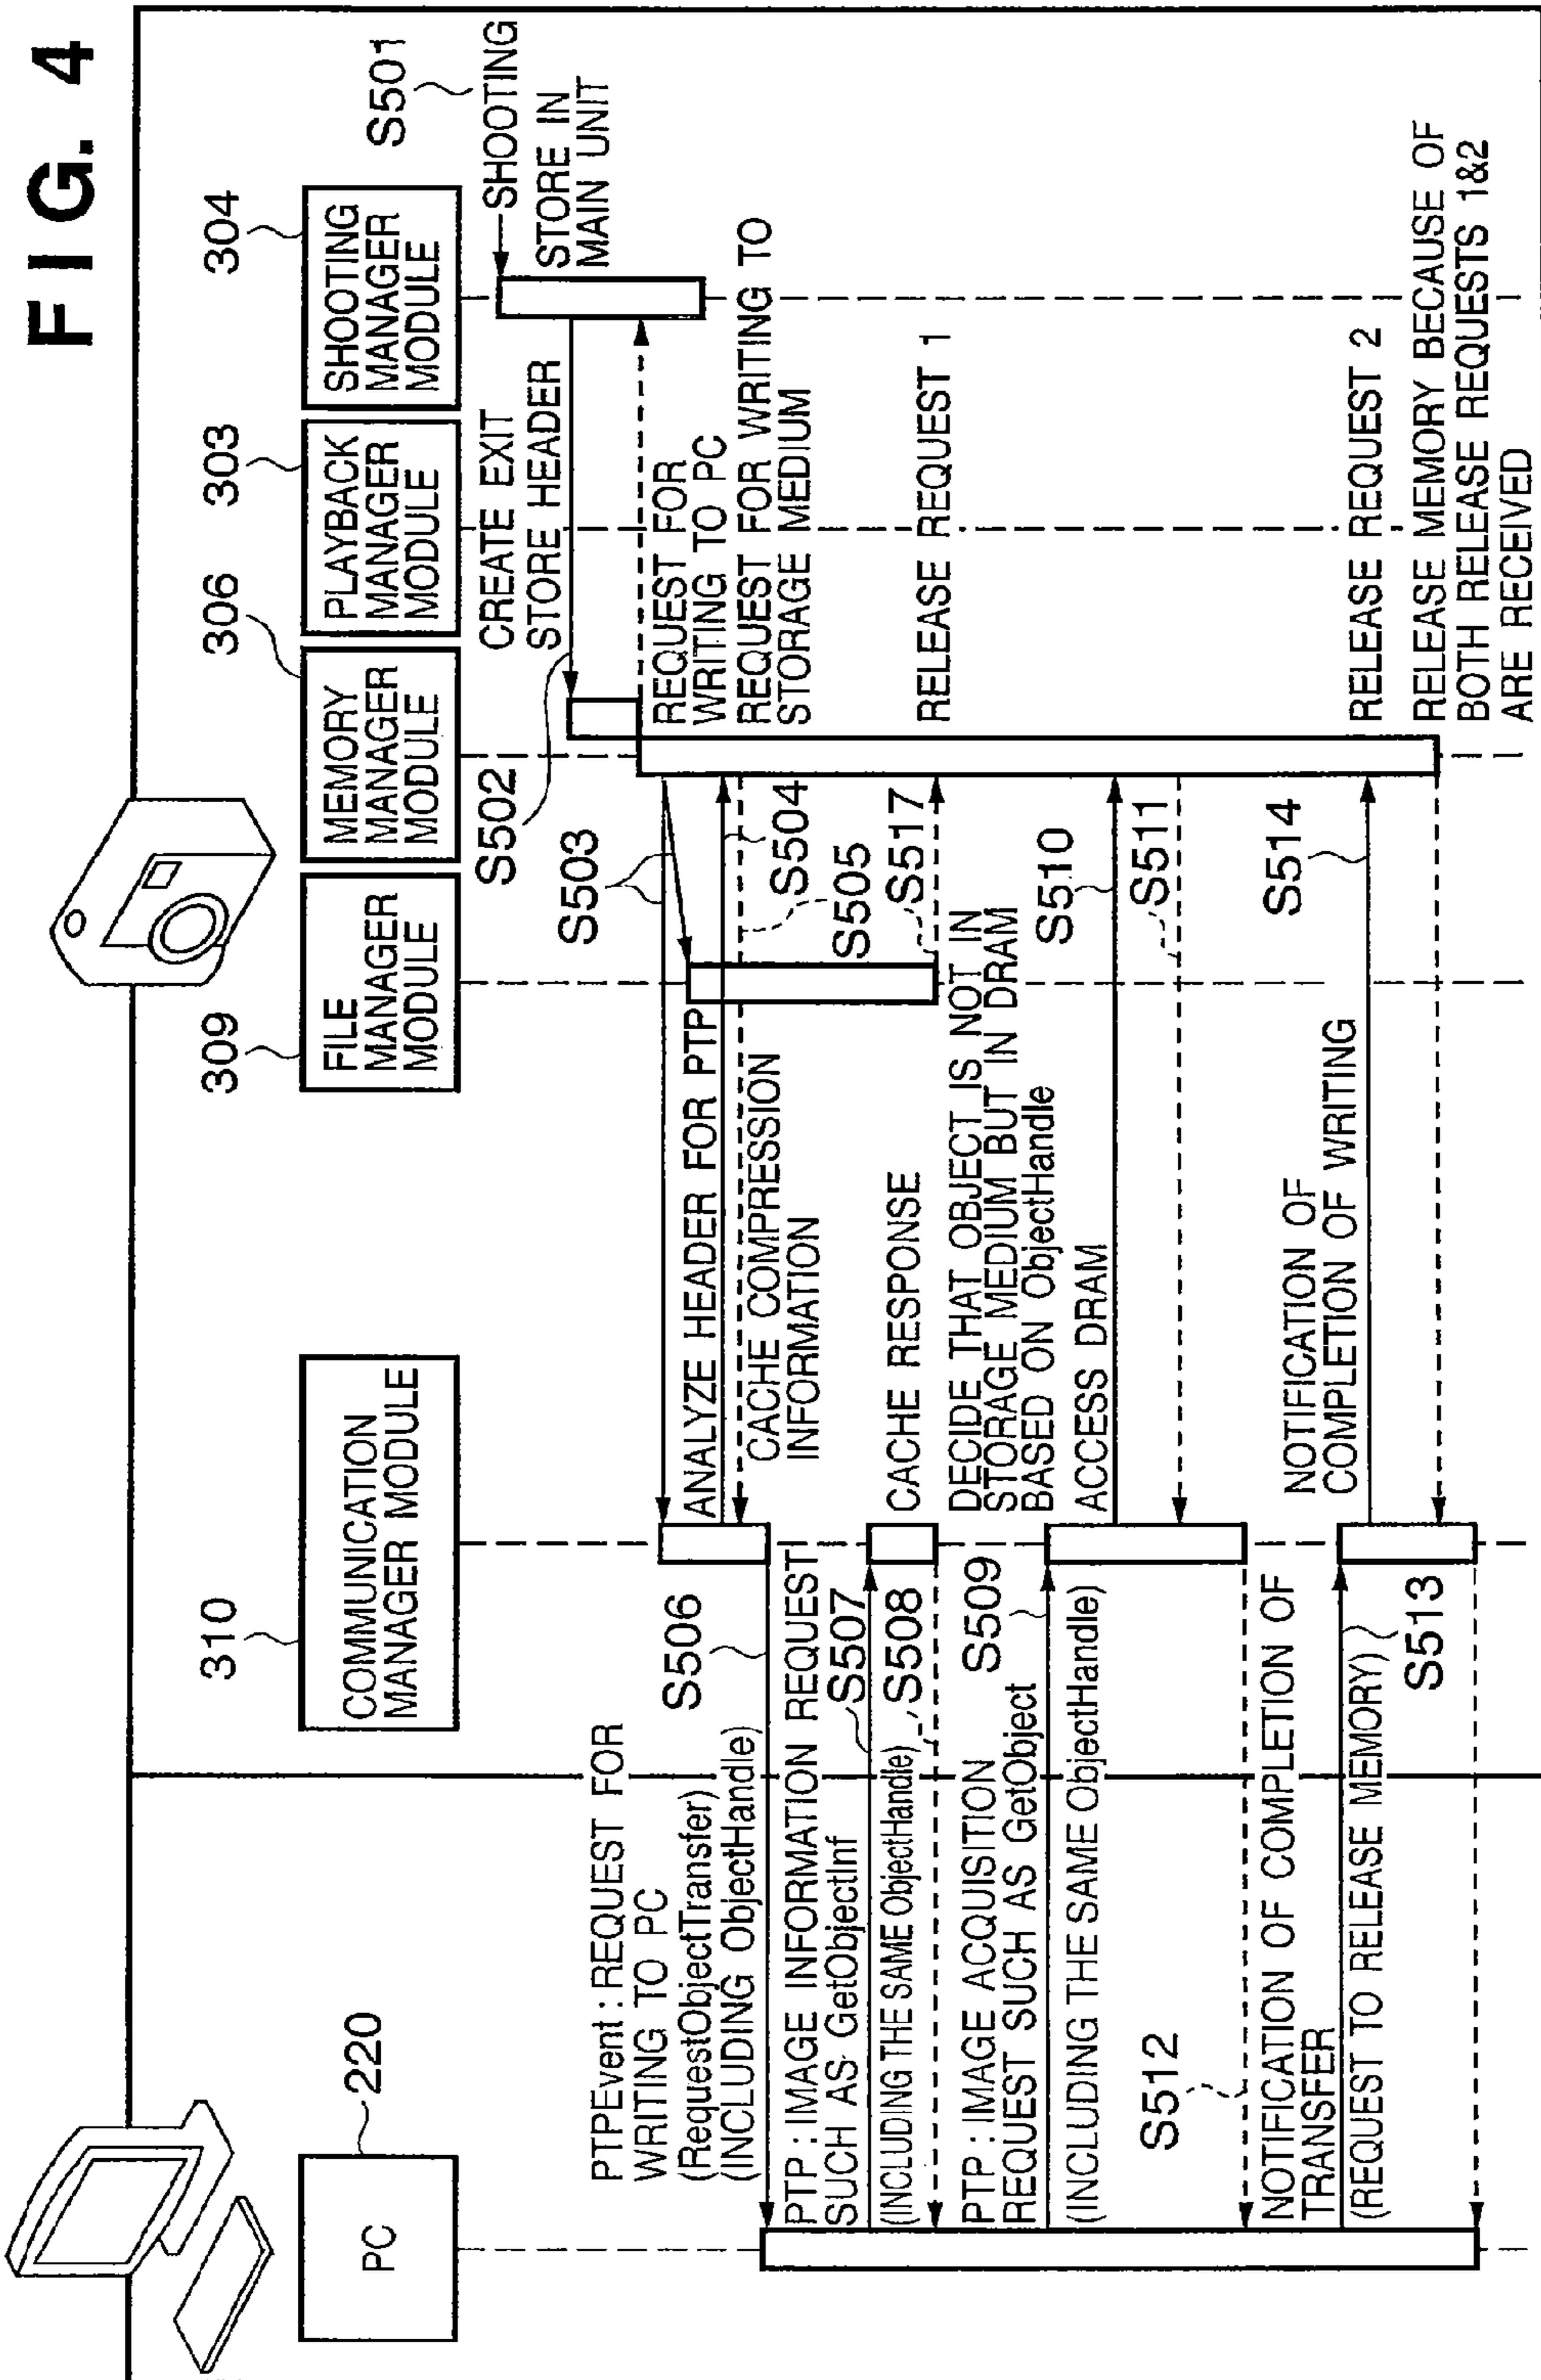 FIG. 4
220
PC
310
COMMUNICATION
MANAGER MODULE
309
FILE
MANAGER
MODULE
306
MEMORY
MANAGER
MODULE
303
PLAYBACK
MANAGER
MODULE
304
SHOOTING
MANAGER
MODULE
S501
SHOOTING
STORE IN
MAIN UNIT
CREATE EXIT
STORE HEADER
S502
REQUEST FOR
WRITING TO PC
REQUEST FOR WRITING TO
STORAGE MEDIUM
S503
ANALYZE HEADER FOR PTP
S504
S505
CACHE COMPRESSION
INFORMATION
PTPEvent : REQUEST FOR
WRITING TO PC
(RequestObjectTransfer)
(INCLUDING ObjectHandle)
S506
PTP : IMAGE INFORMATION REQUEST
SUCH AS GetObjectInf
(INCLUDING THE SAME ObjectHandle)
S507
S508
CACHE RESPONSE
S517
RELEASE REQUEST 1
PTP : IMAGE ACQUISITION
REQUEST SUCH AS GetObject
(INCLUDING THE SAME ObjectHandle)
S509
DECIDE THAT OBJECT IS NOT IN
STORAGE MEDIUM BUT IN DRAM
BASED ON ObjectHandle
ACCESS DRAM
S510
S511
S512
NOTIFICATION OF COMPLETION OF
TRANSFER
(REQUEST TO RELEASE MEMORY)
S513
NOTIFICATION OF
COMPLETION OF WRITING
S514
RELEASE REQUEST 2
RELEASE MEMORY BECAUSE OF
BOTH RELEASE REQUESTS 1&2
ARE RECEIVED